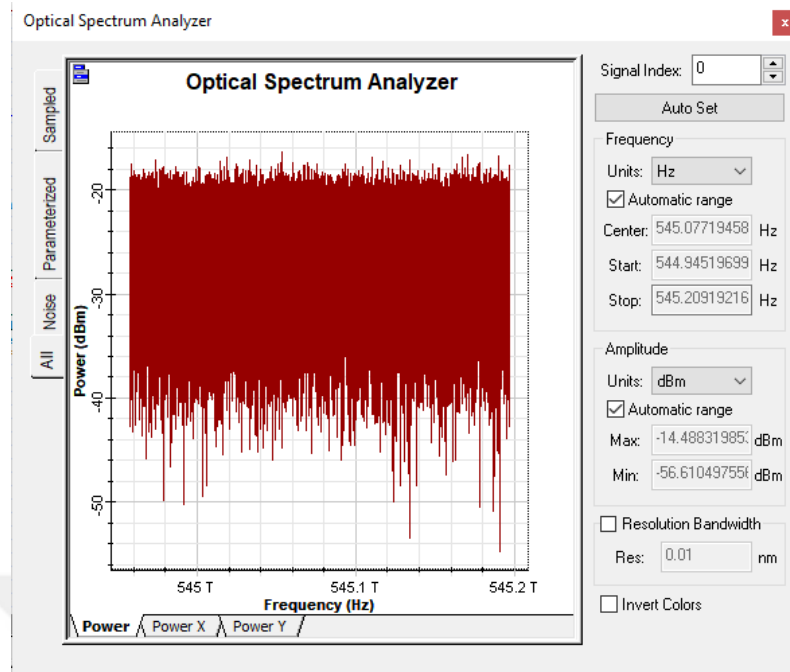 Optical Spectrum Analyzer
x
Optical Spectrum Analyzer
Sampled
Parameterized
Noise
All
Power (dBm)
-20
-30
-40
-50
545 T 545.1 T 545.2 T
Frequency (Hz)
Power Power X Power Y
Signal Index: 0
Auto Set
Frequency
Units: Hz
Automatic range
Center: 545.07719458 Hz
Start: 544.94519699 Hz
Stop: 545.20919216 Hz
Amplitude
Units: dBm
Automatic range
Max: -14.48831985 dBm
Min: -56.61049755 dBm
Resolution Bandwidth
Res: 0.01 nm
Invert Colors